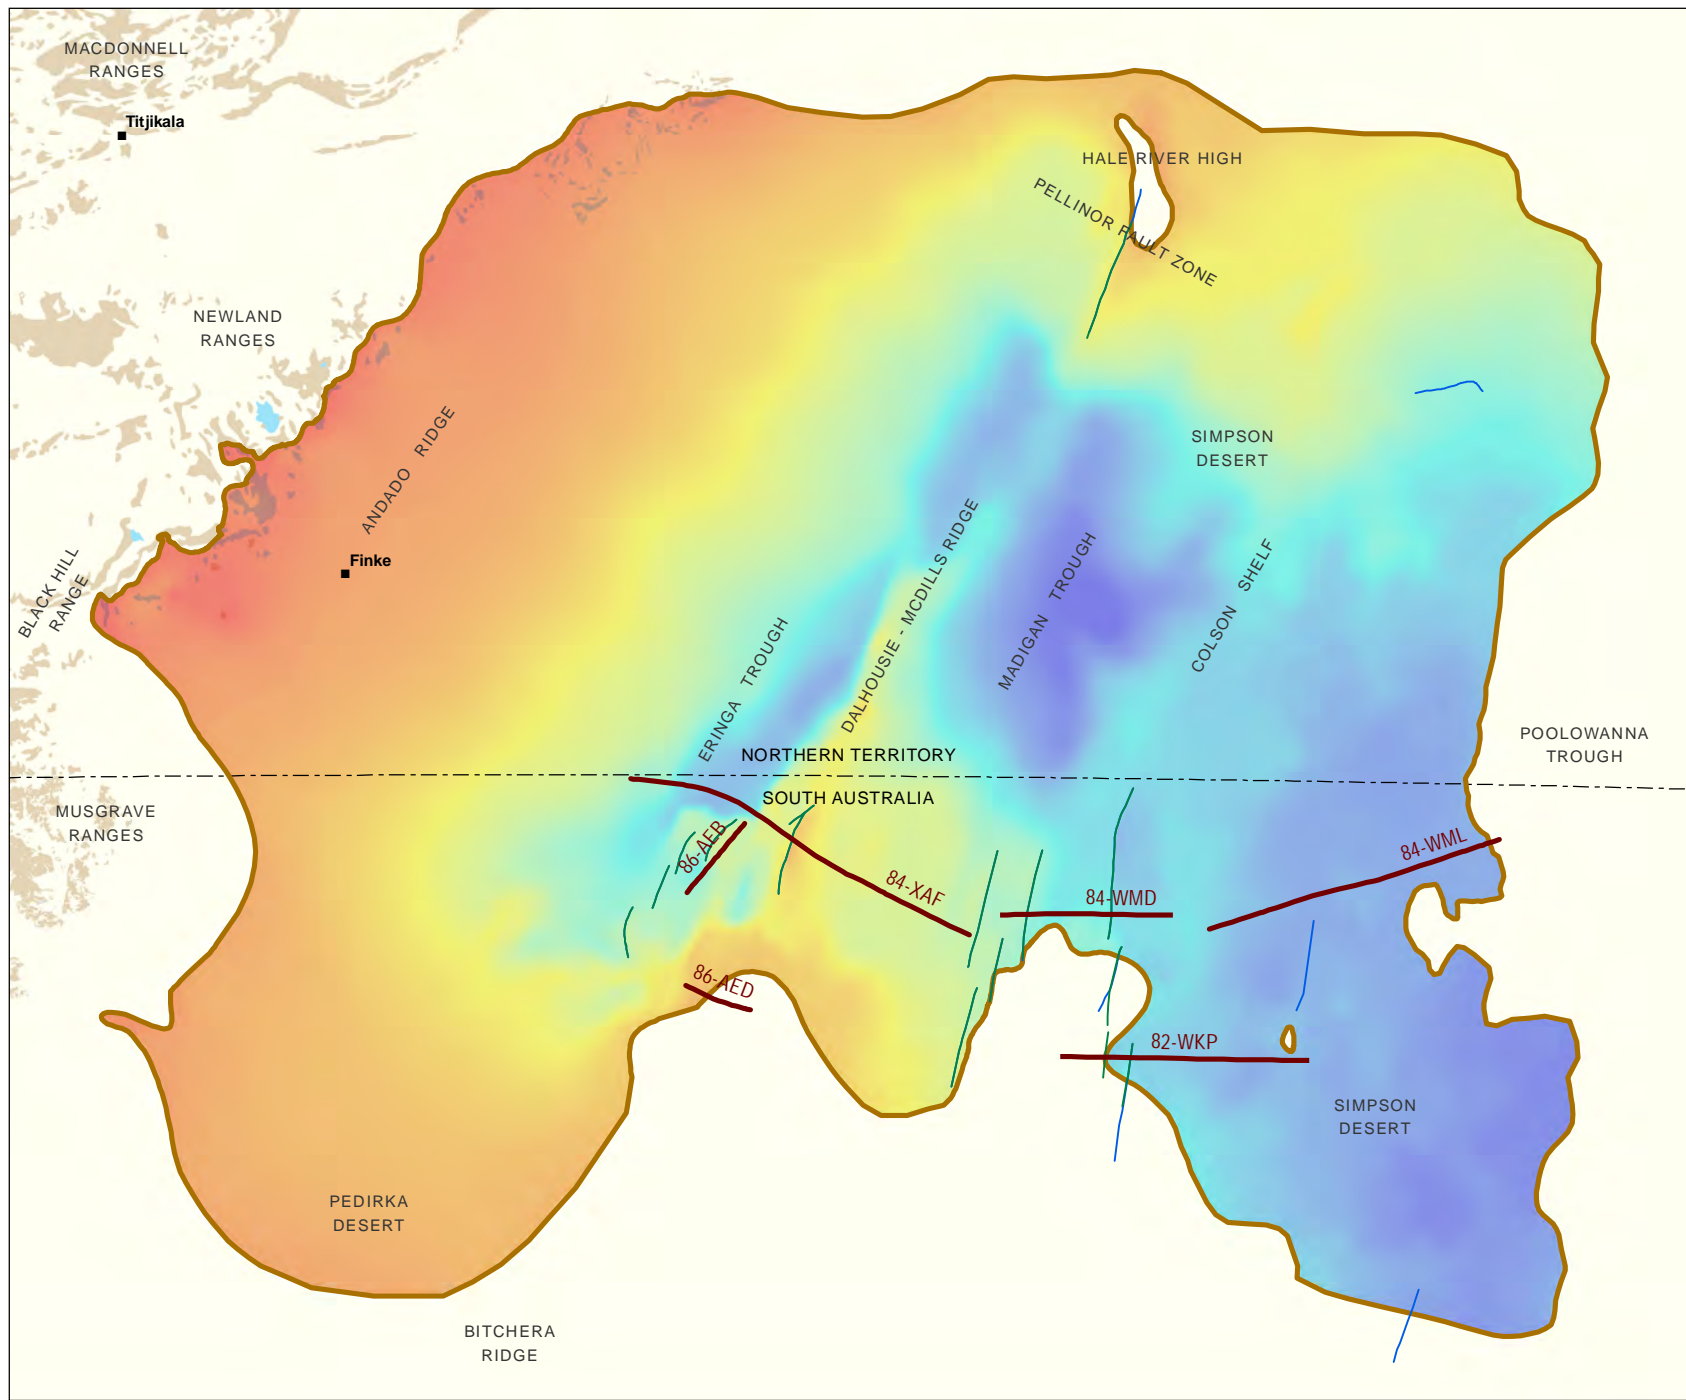 MACDONNELL
RANGES
Titjikala
HALE RIVER HIGH
PELLINOR FAULT ZONE
NEWLAND
RANGES
ANDADO RIDGE
SIMPSON
DESERT
Finke
BLACK HILL
RANGE
DALHOUSIE - MCDILLS RIDGE
MADIGAN TROUGH
COLSON SHELF
ERINGA TROUGH
NORTHERN TERRITORY
POOLOWANNA
TROUGH
SOUTH AUSTRALIA
MUSGRAVE
RANGES
86-AEB
84-WML
84-XAF
84-WMD
86-AED
82-WKP
SIMPSON
DESERT
PEDIRKA
DESERT
BITCHERA
RIDGE